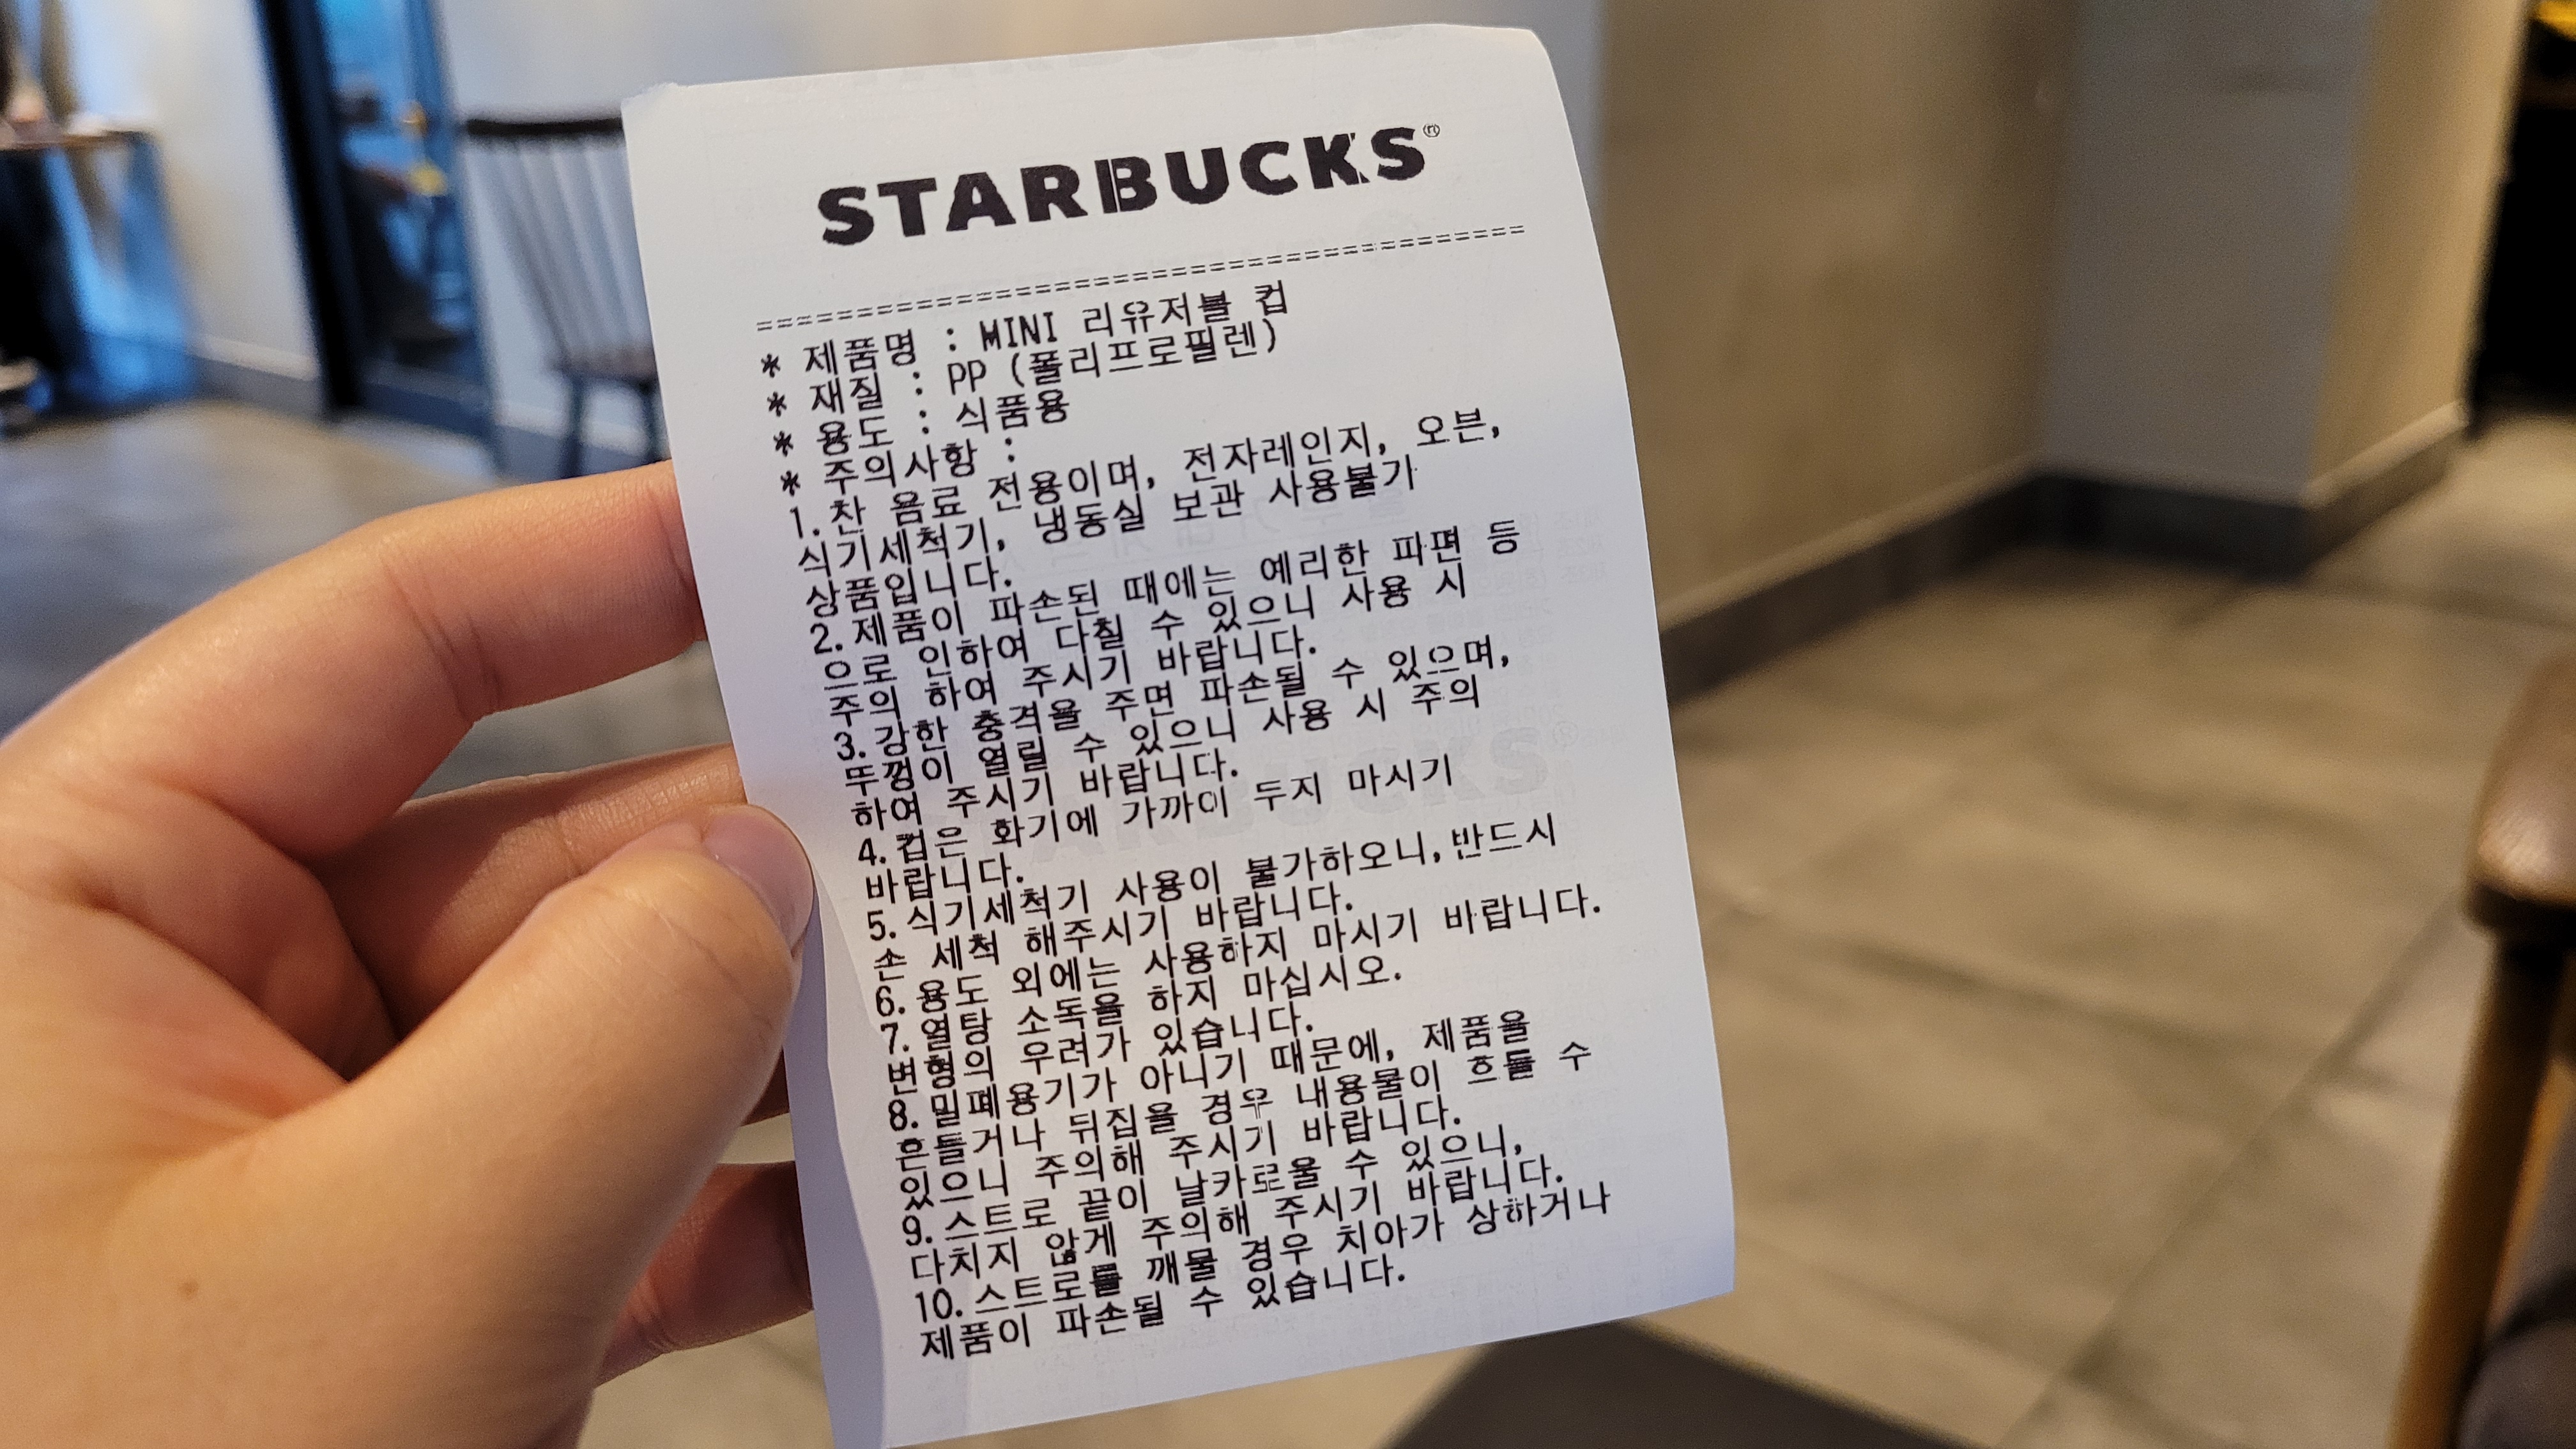 STARBUCKS®
======================================
* 제품명 : MINI 리유저블 컵
* 재질 : PP (폴리프로필렌)
* 용도 : 식품용
* 주의사항 :
1.찬 음료 전용이며, 전자레인지, 오븐,
식기세척기, 냉동실 보관 사용불가
상품입니다.
2.제품이 파손된 때에는 예리한 파편 등
으로 인하여 다칠 수 있으니 사용 시
주의 하여 주시기 바랍니다.
3.강한 충격을 주면 파손될 수 있으며,
뚜껑이 열릴 수 있으니 사용 시 주의
하여 주시기 바랍니다.
4.컵은 화기에 가까이 두지 마시기
바랍니다.
5.식기세척기 사용이 불가하오니,반드시
손 세척 해주시기 바랍니다.
6.용도 외에는 사용하지 마시기 바랍니다.
7.열탕 소독을 하지 마십시오.
변형의 우려가 있습니다.
8.밀폐용기가 아니기 때문에, 제품을
흔들거나 뒤집을 경우 내용물이 흐를 수
있으니 주의해 주시기 바랍니다.
9.스트로 끝이 날카로울 수 있으니,
다치지 않게 주의해 주시기 바랍니다.
10.스트로를 깨물 경우 치아가 상하거나
제품이 파손될 수 있습니다.